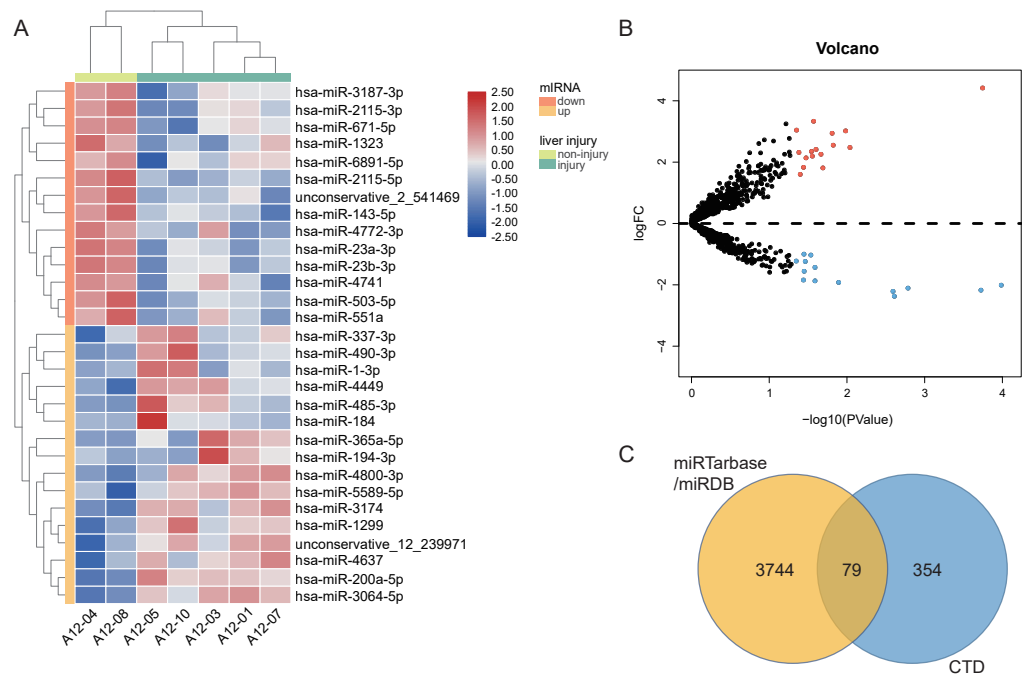 A
hsa-miR-3187-3p
hsa-miR-2115-3p
hsa-miR-671-5p
hsa-miR-1323
hsa-miR-6891-5p
hsa-miR-2115-5p
unconservative_2_541469
hsa-miR-143-5p
hsa-miR-4772-3p
hsa-miR-23a-3p
hsa-miR-23b-3p
hsa-miR-4741
hsa-miR-503-5p
hsa-miR-551a
hsa-miR-337-3p
hsa-miR-490-3p
hsa-miR-1-3p
hsa-miR-4449
hsa-miR-485-3p
hsa-miR-184
hsa-miR-365a-5p
hsa-miR-194-3p
hsa-miR-4800-3p
hsa-miR-5589-5p
hsa-miR-3174
hsa-miR-1299
unconservative_12_239971
hsa-miR-4637
hsa-miR-200a-5p
hsa-miR-3064-5p
A12-04
A12-08
A12-05
A12-10
A12-03
A12-01
A12-07
2.50
2.00
1.50
1.00
0.50
0.00
-0.50
-1.00
-1.50
-2.00
-2.50
mIRNA
down
up
liver injury
non-injury
injury
B
Volcano
logFC
4
2
0
−2
−4
0
1
2
3
4
−log10(PValue)
C
miRTarbase
/miRDB
3744
79
354
CTD